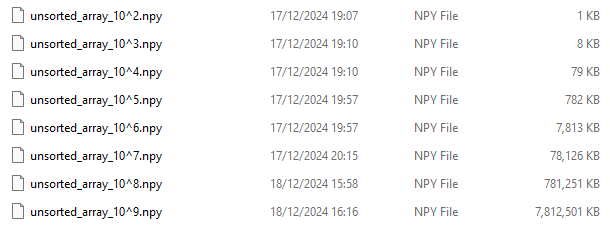 unsorted_array_10^2.npy 17/12/2024 19:07 NPY File 1 KB
unsorted_array_10^3.npy 17/12/2024 19:10 NPY File 8 KB
unsorted_array_10^4.npy 17/12/2024 19:10 NPY File 79 KB
unsorted_array_10^5.npy 17/12/2024 19:57 NPY File 782 KB
unsorted_array_10^6.npy 17/12/2024 19:57 NPY File 7,813 KB
unsorted_array_10^7.npy 17/12/2024 20:15 NPY File 78,126 KB
unsorted_array_10^8.npy 18/12/2024 15:58 NPY File 781,251 KB
unsorted_array_10^9.npy 18/12/2024 16:16 NPY File 7,812,501 KB